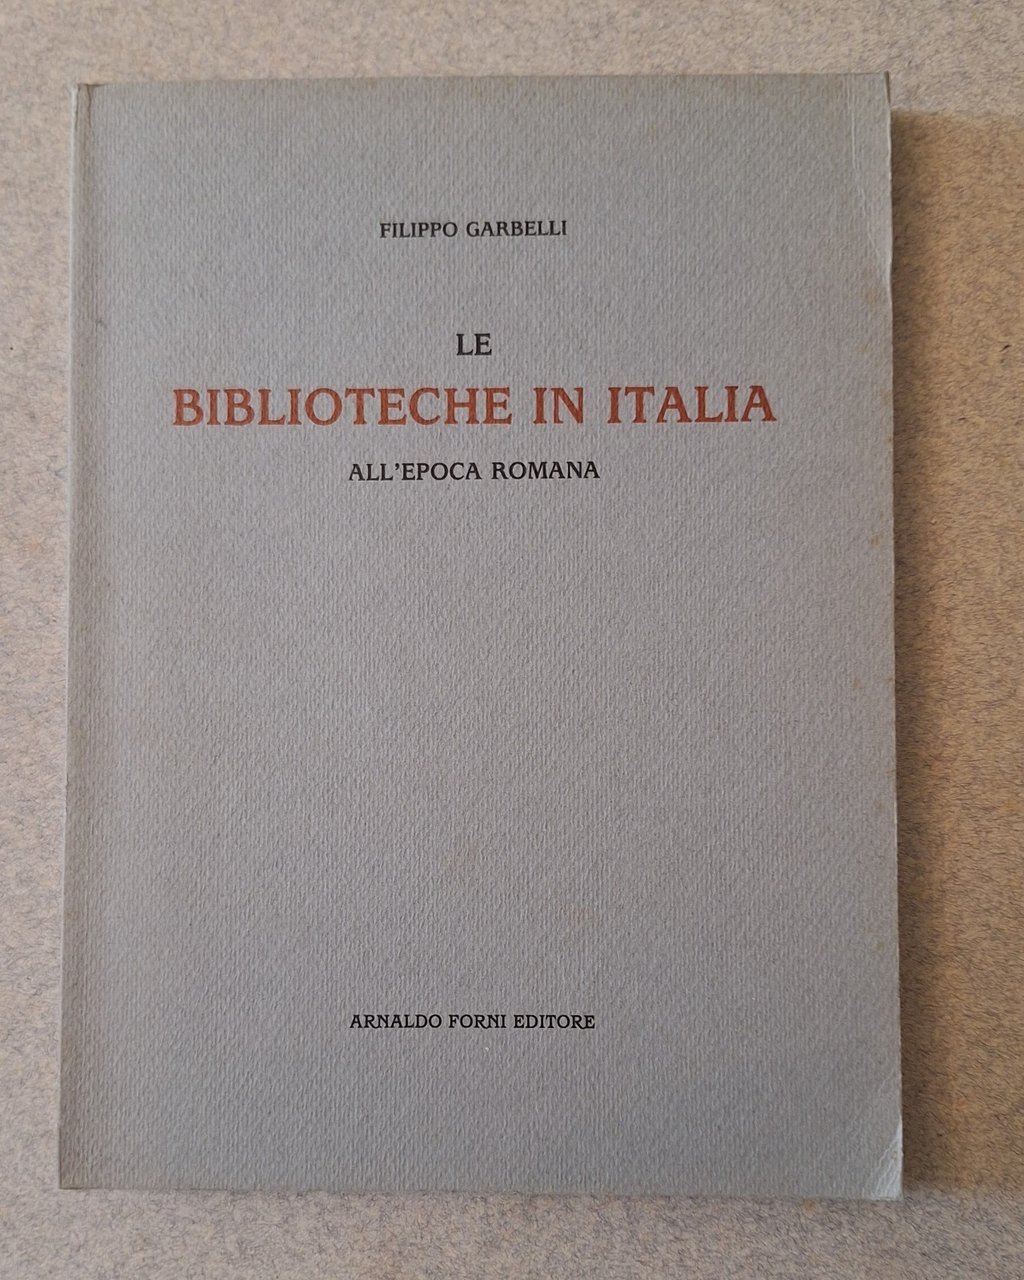 FILIPPO GARBELLI
LE
BIBLIOTECHE IN ITALIA
ALL'EPOCA ROMANA
ARNALDO FORNI EDITORE